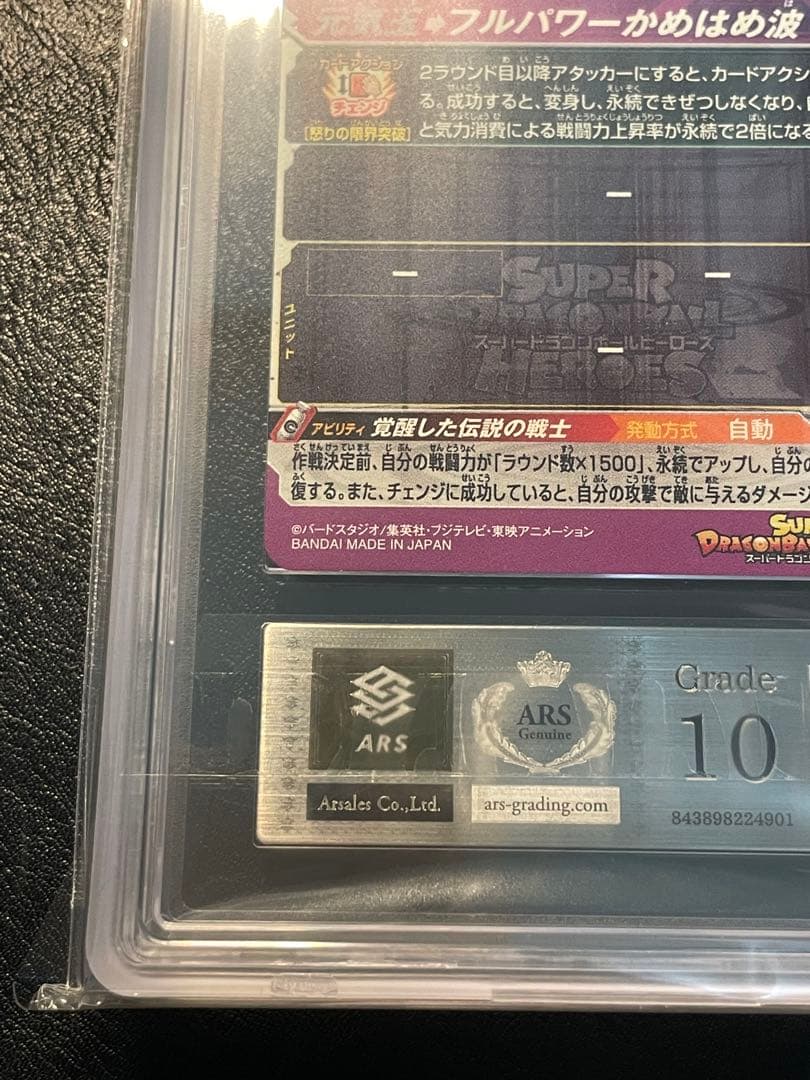 元気玉➡フルパワーかめはめ波
カードアクション
チェンジ
[怒りの限界突破]
2ラウンド目以降アタッカーにすると、カードアクシ
る。成功すると、変身し、永続できぜつしなくなり、
と気力消費による戦闘力上昇率が永続で2倍になる
ー
ー
ー
ー
ユニット
SUPER
DRAGONBALL
スーパードラゴンボールヒーローズ
HEROES
アビリティ 覚醒した伝説の戦士 発動方式 自動
作戦決定前、自分の戦闘力が「ラウンド数×1500」、永続でアップし、自分の
復する。また、チェンジに成功していると、自分の攻撃で敵に与えるダメージ
©バードスタジオ/集英社・フジテレビ・東映アニメーション
BANDAI MADE IN JAPAN
ARS
Arsales Co.,Ltd.
ARS
Genuine
ars-grading.com
Grade
10
843898224901